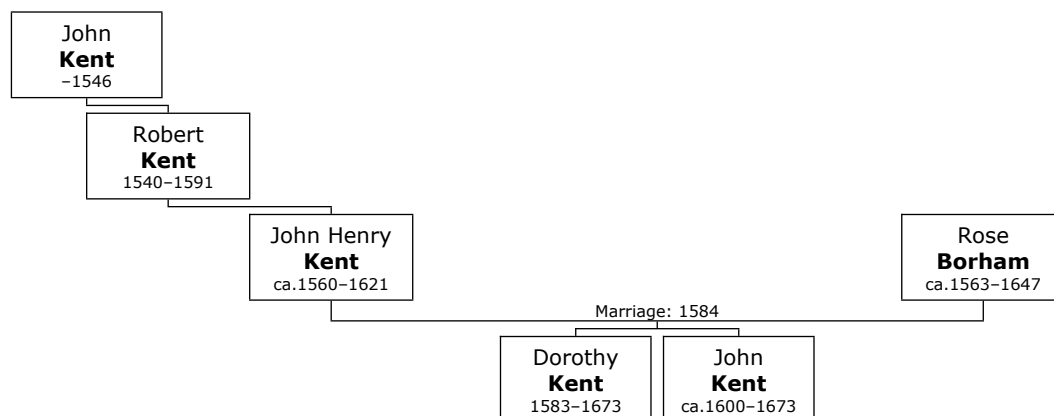 John
Kent
–1546
Robert
Kent
1540–1591
John Henry
Kent
ca.1560–1621
Rose
Borham
ca.1563–1647
Marriage: 1584
Dorothy
Kent
1583–1673
John
Kent
ca.1600–1673